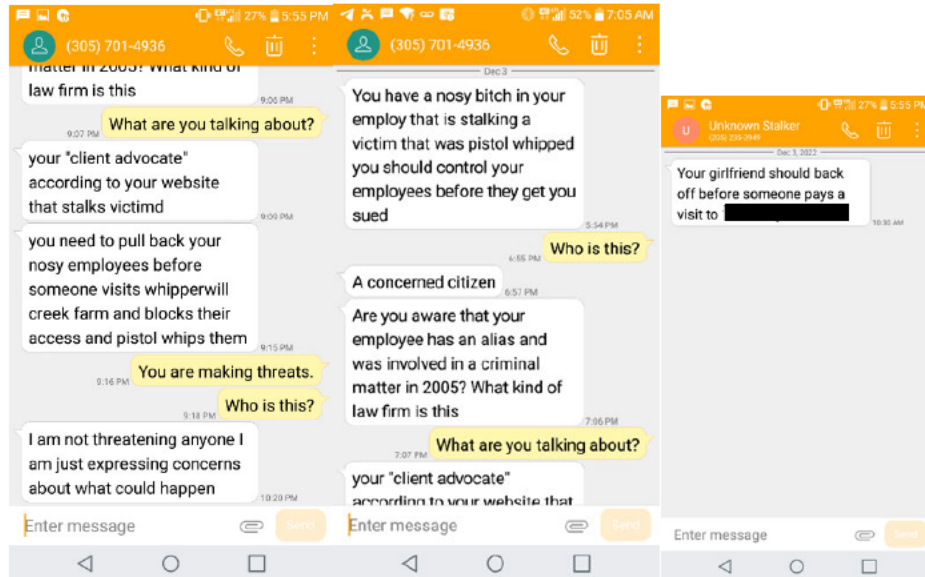 27% 5:55 PM
(305) 701-4936
matter in 2005? What kind of
law firm is this
9:06 PM
What are you talking about?
9:07 PM
your "client advocate"
according to your website
that stalks victimd
9:09 PM
you need to pull back your
nosy employees before
someone visits whipperwill
creek farm and blocks their
access and pistol whips them
9:15 PM
You are making threats.
9:16 PM
Who is this?
9:18 PM
I am not threatening anyone I
am just expressing concerns
about what could happen
10:20 PM
Enter message
Send
52% 7:05 AM
(305) 701-4936
Dec 3
You have a nosy bitch in your
employ that is stalking a
victim that was pistol whipped
you should control your
employees before they get you
sued
5:54 PM
Who is this?
6:55 PM
A concerned citizen
6:57 PM
Are you aware that your
employee has an alias and
was involved in a criminal
matter in 2005? What kind of
law firm is this
7:06 PM
What are you talking about?
7:07 PM
your "client advocate"
according to your website that
Enter message
Send
27% 5:55 PM
U
Unknown Stalker
Dec 3, 2022
Your girlfriend should back
off before someone pays a
visit to
10:30 AM
Enter message
Send